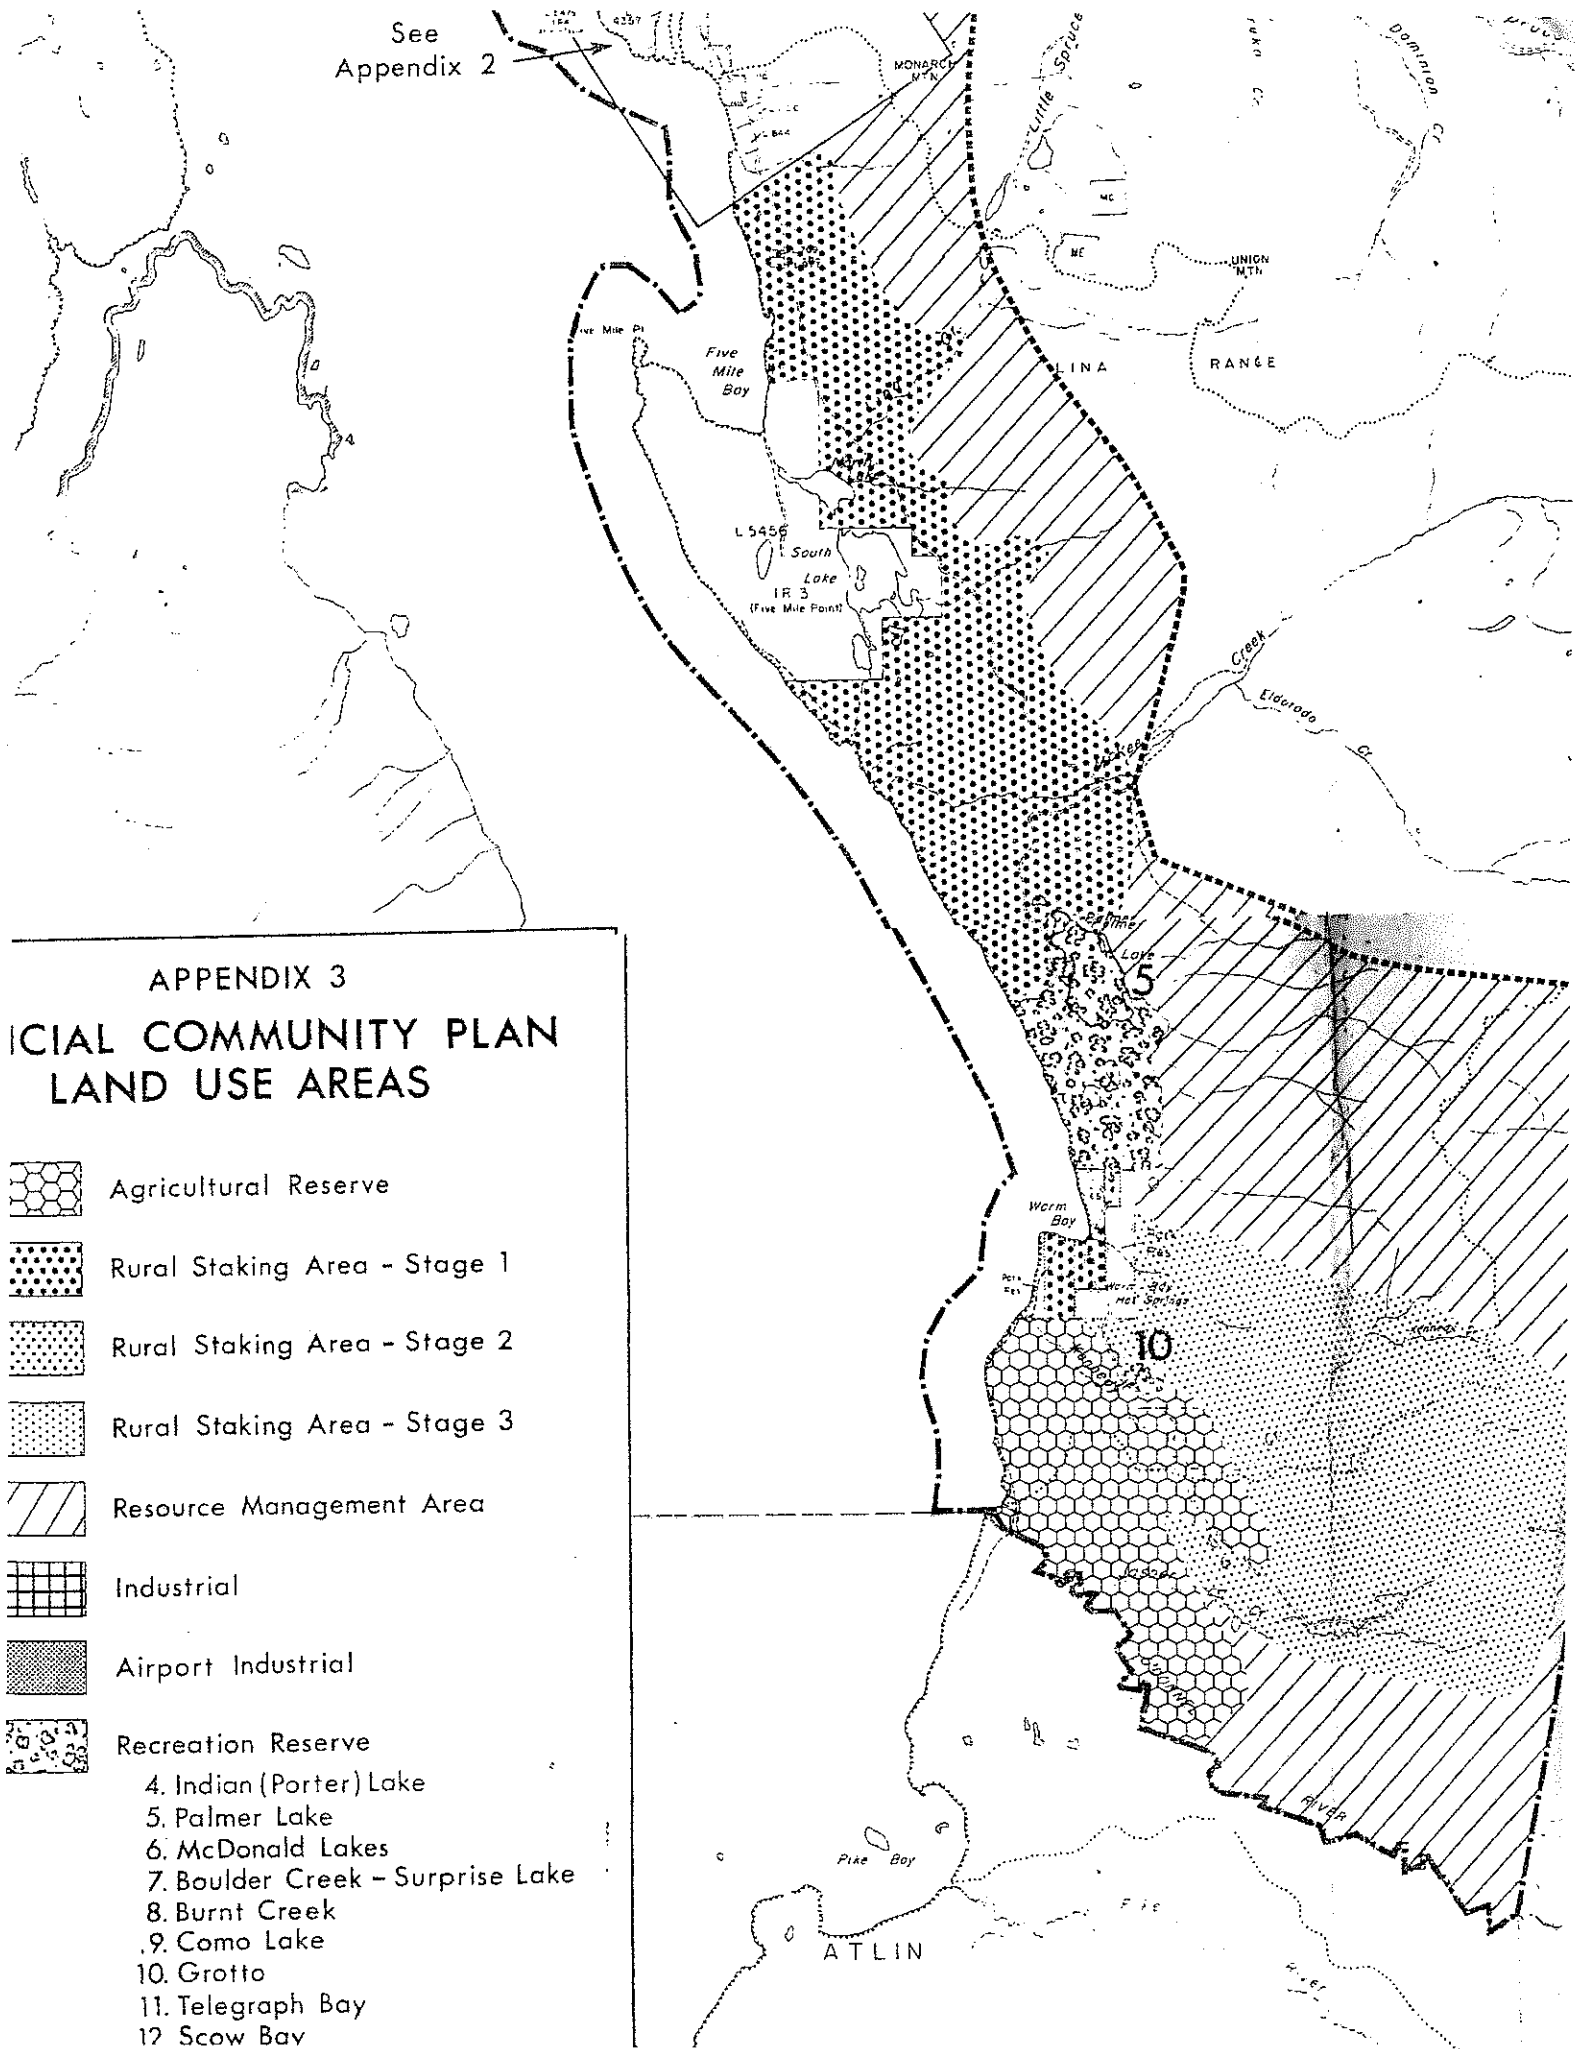 See
Appendix 2
4357
MONARCH
MTN
Little Spruce
Dominion
Cr.
MC
ME
UNION
MTN
Five
Mile
Bay
LINA RANGE
L 5456
South
Lake
IR 3
(Five Mile Point)
Creek
Eldorado
Cr.
Palmer
Lake
5
APPENDIX 3
ICIAL COMMUNITY PLAN
LAND USE AREAS
Agricultural Reserve
Rural Staking Area - Stage 1
Rural Staking Area - Stage 2
Rural Staking Area - Stage 3
Resource Management Area
Industrial
Airport Industrial
Recreation Reserve
4. Indian (Porter) Lake
5. Palmer Lake
6. McDonald Lakes
7. Boulder Creek - Surprise Lake
8. Burnt Creek
9. Como Lake
10. Grotto
11. Telegraph Bay
12 Scow Bay
Warm
Bay
Warm Bay
Hot Springs
10
RIVER
Pike Bay
ATLIN
River